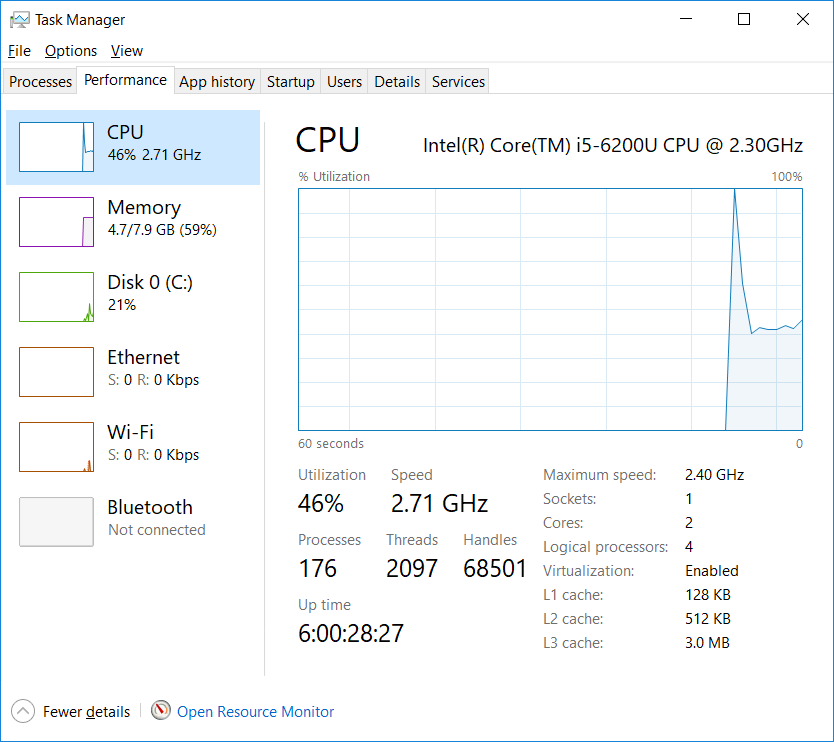 Task Manager
File Options View
Processes Performance App history Startup Users Details Services
CPU
46% 2.71 GHz
Memory
4.7/7.9 GB (59%)
Disk 0 (C:)
21%
Ethernet
S: 0 R: 0 Kbps
Wi-Fi
S: 0 R: 0 Kbps
Bluetooth
Not connected
CPU Intel(R) Core(TM) i5-6200U CPU @ 2.30GHz
% Utilization 100%
60 seconds 0
Utilization Speed
46% 2.71 GHz
Processes Threads Handles
176 2097 68501
Up time
6:00:28:27
Maximum speed: 2.40 GHz
Sockets: 1
Cores: 2
Logical processors: 4
Virtualization: Enabled
L1 cache: 128 KB
L2 cache: 512 KB
L3 cache: 3.0 MB
Fewer details Open Resource Monitor